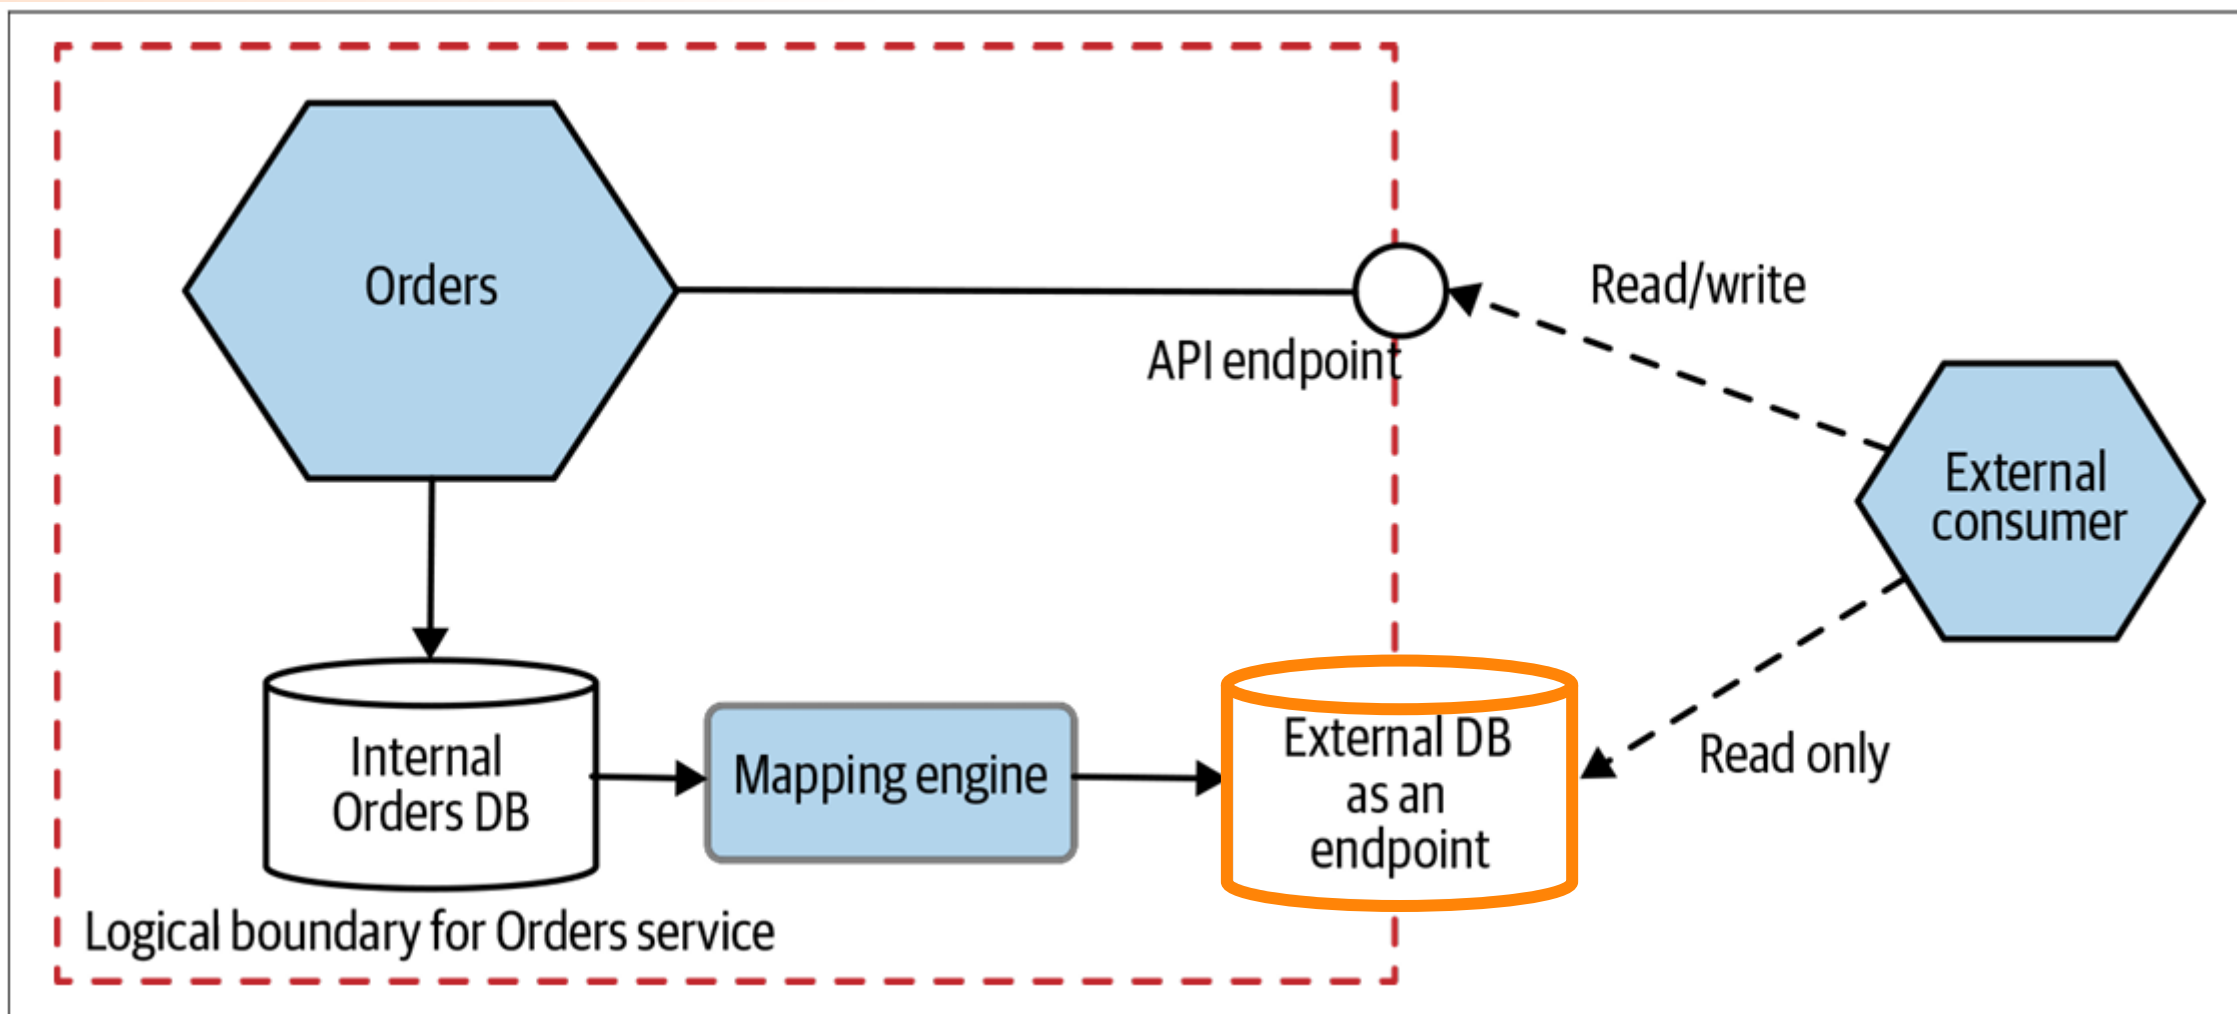 Orders
API endpoint
Read/write
External
consumer
Internal
Orders DB
Mapping engine
External DB
as an
endpoint
Read only
Logical boundary for Orders service